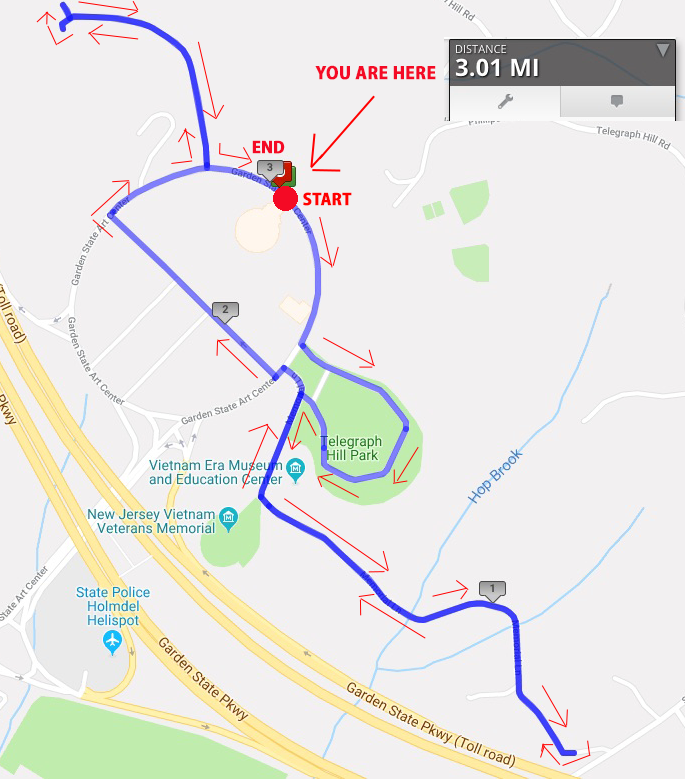 Hill Rd
YOU ARE HERE
DISTANCE
3.01 MI
Telegraph Hill Rd
END
3
START
Garden State Art Center
2
(Toll road)
Pkwy
Garden State Art Center
Garden State Art Center
Telegraph
Hill Park
Vietnam Era Museum
and Education Center
Hop Brook
New Jersey Vietnam
Veterans Memorial
1
State Art Center
State Police
Holmdel
Helispot
Garden State Pkwy
Garden State Pkwy (Toll road)